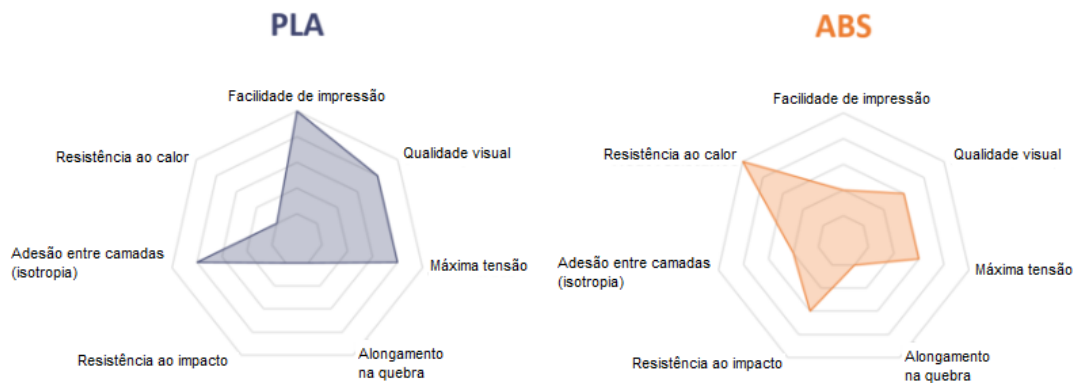 PLA
Facilidade de impressão
Resistência ao calor
Qualidade visual
Adesão entre camadas
(isotropia)
Máxima tensão
Resistência ao impacto
Alongamento
na quebra
ABS
Facilidade de impressão
Resistência ao calor
Qualidade visual
Adesão entre camadas
(isotropia)
Máxima tensão
Resistência ao impacto
Alongamento
na quebra